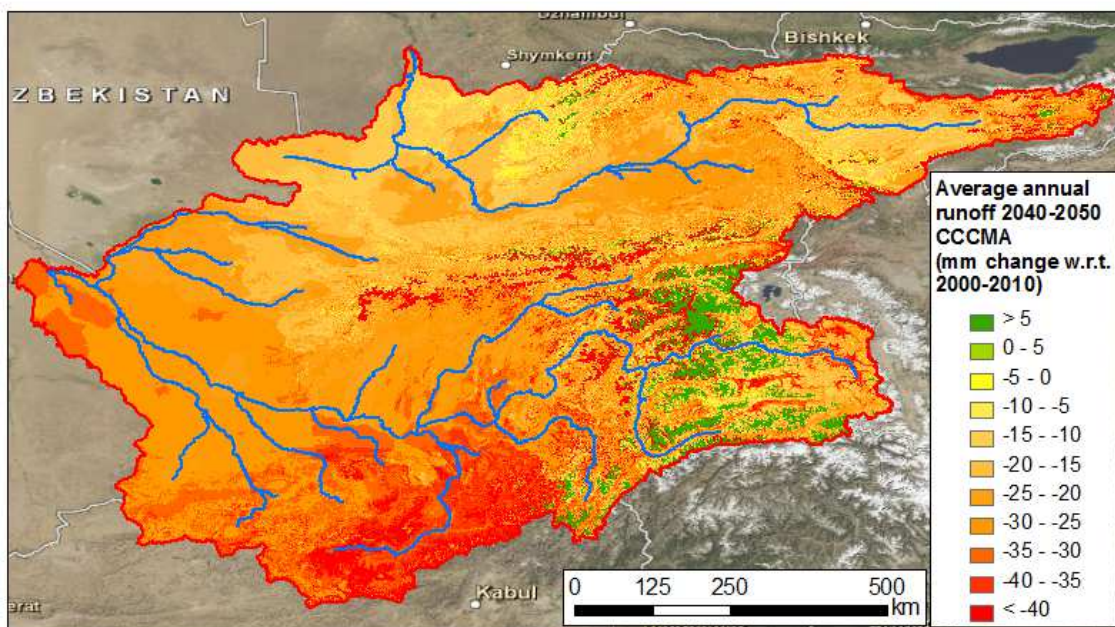 Bishkek
Shymkent
ZBEKISTAN
Average annual
runoff 2040-2050
CCCMA
(mm change w.r.t.
2000-2010)
> 5
0 - 5
-5 - 0
-10 - -5
-15 - -10
-20 - -15
-25 - -20
-30 - -25
-35 - -30
-40 - -35
< -40
Kabul
0 125 250 500
km
erat